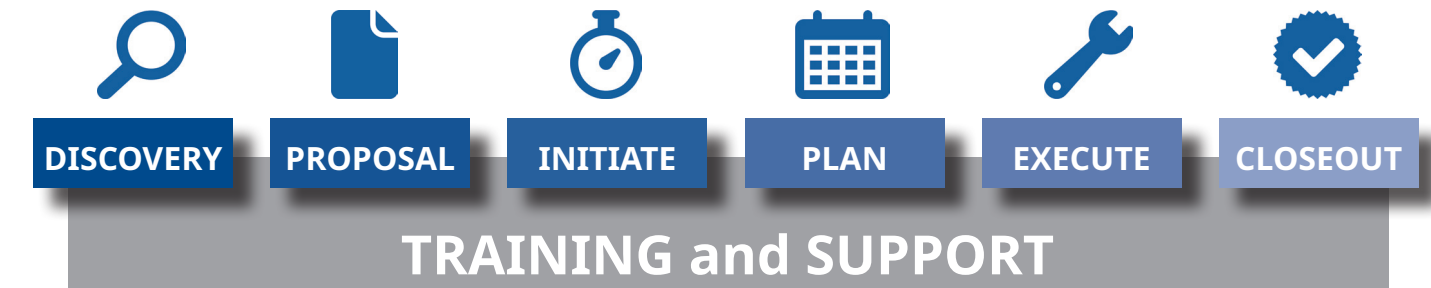 DISCOVERY
PROPOSAL
INITIATE
PLAN
EXECUTE
CLOSEOUT
TRAINING and SUPPORT